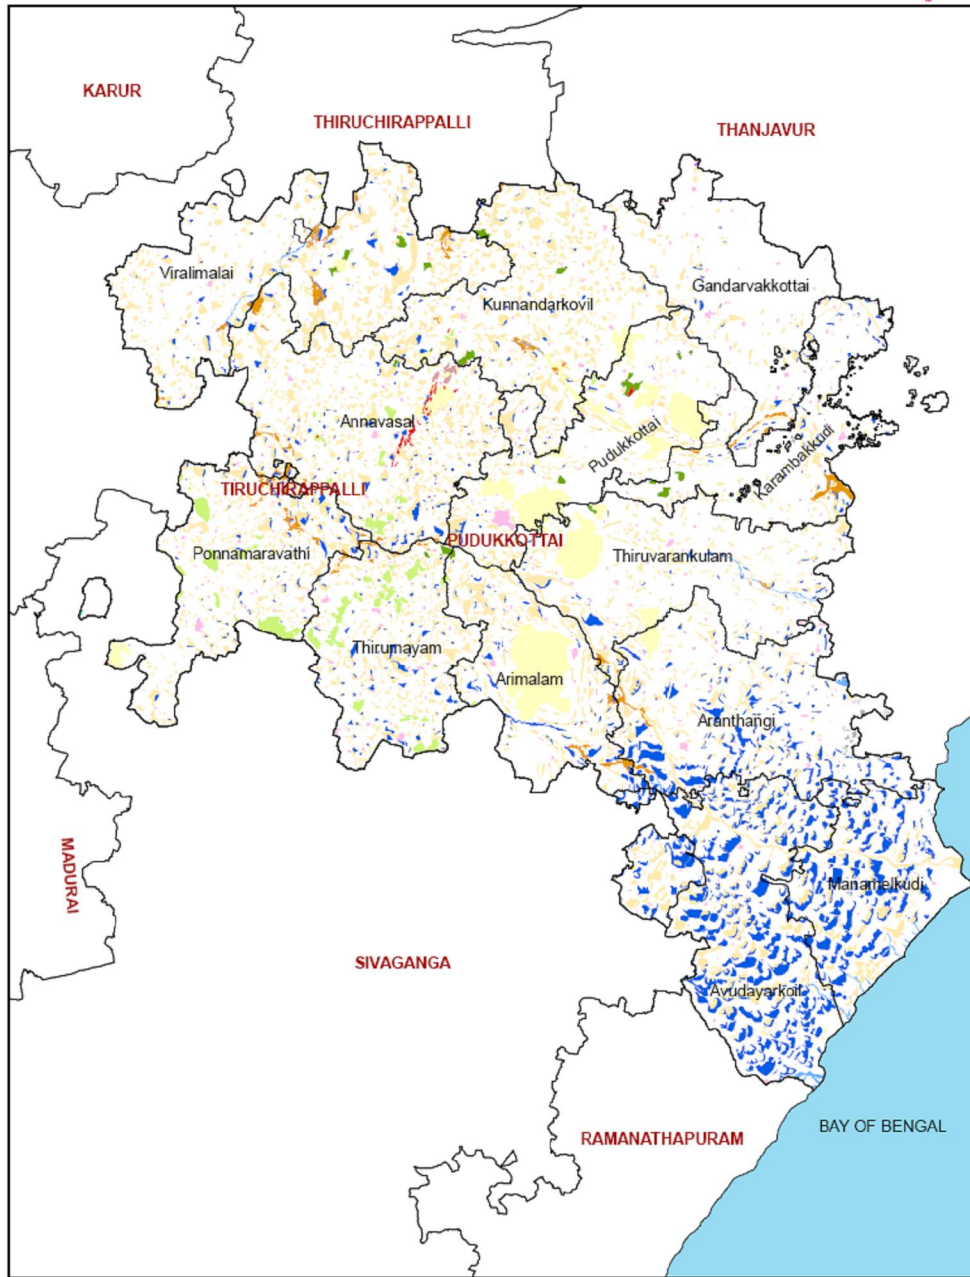 KARUR
THIRUCHIRAPPALLI
THANJAVUR
Viralimalai
Gandarvakkottai
Kunnandarkovil
Annavasal
Pudukkottai
Karambakkudi
TIRUCHIRAPPALLI
PUDUKKOTTAI
Ponnamaravathi
Thiruvarankulam
Thirumayam
Arimalam
Aranthangi
MADURAI
Manamelkudi
SIVAGANGA
Avudayarkoil
BAY OF BENGAL
RAMANATHAPURAM